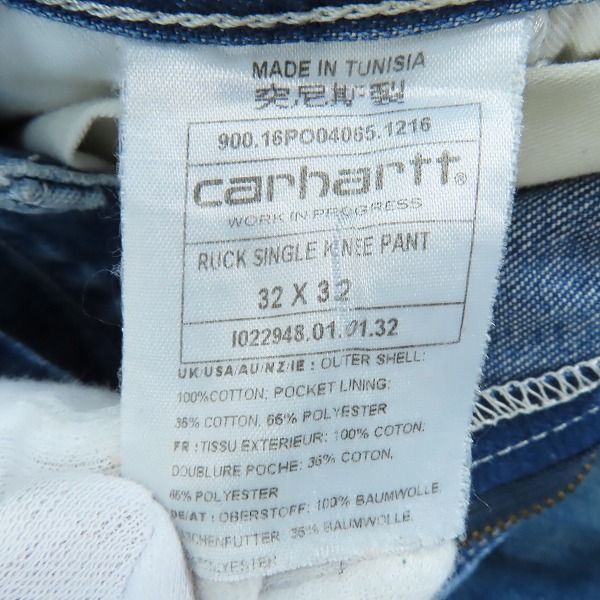 MADE IN TUNISIA
突尼斯製
900.16PO04065.1216
carhartt®
WORK IN PROGRESS
RUCK SINGLE KNEE PANT
32 X 32
I022948.01.01.32
UK/USA/AU/NZ/IE : OUTER SHELL:
100%COTTON; POCKET LINING:
35% COTTON, 65% POLYESTER
FR : TISSU EXTERIEUR: 100% COTON;
DOUBLURE POCHE: 35% COTON,
65% POLYESTER
DE/AT : OBERSTOFF: 100% BAUMWOLLE,
35% BAUMWOLLE,
POLYESTER